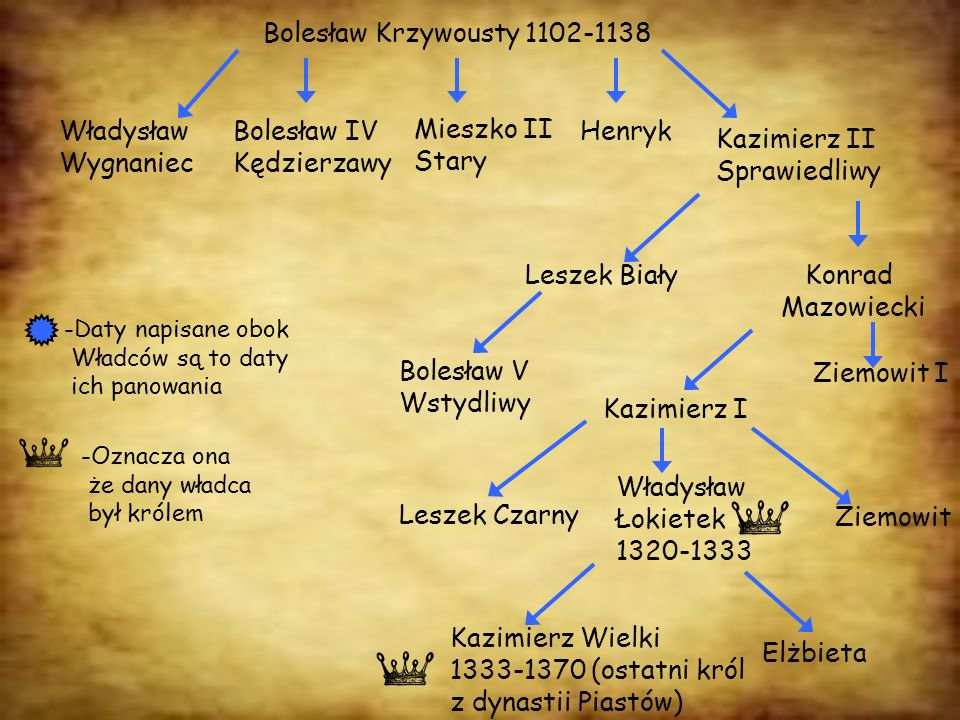 Bolesław Krzywousty 1102-1138
Władysław
Wygnaniec
Bolesław IV
Kędzierzawy
Mieszko II
Stary
Henryk
Kazimierz II
Sprawiedliwy
Leszek Biały
Konrad
Mazowiecki
-Daty napisane obok
Władców są to daty
ich panowania
Bolesław V
Wstydliwy
Ziemowit I
Kazimierz I
-Oznacza ona
że dany władca
był królem
Leszek Czarny
Władysław
Łokietek
1320-1333
Ziemowit
Kazimierz Wielki
1333-1370 (ostatni król
z dynastii Piastów)
Elżbieta